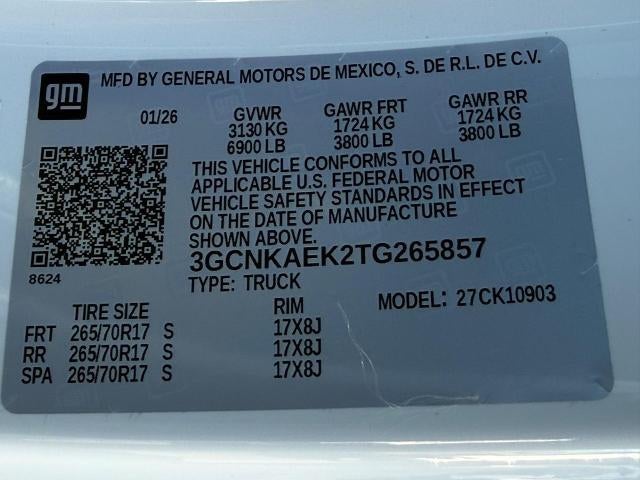 gm
MFD BY GENERAL MOTORS DE MEXICO, S. DE R.L. DE C.V.
01/26 GVWR GAWR FRT GAWR RR
3130 KG 1724 KG 1724 KG
6900 LB 3800 LB 3800 LB
THIS VEHICLE CONFORMS TO ALL
APPLICABLE U.S. FEDERAL MOTOR
VEHICLE SAFETY STANDARDS IN EFFECT
ON THE DATE OF MANUFACTURE
SHOWN ABOVE.
3GCNKAEK2TG265857
8624
TYPE: TRUCK MODEL: 27CK10903
TIRE SIZE RIM
FRT 265/70R17 S 17X8J
RR 265/70R17 S 17X8J
SPA 265/70R17 S 17X8J